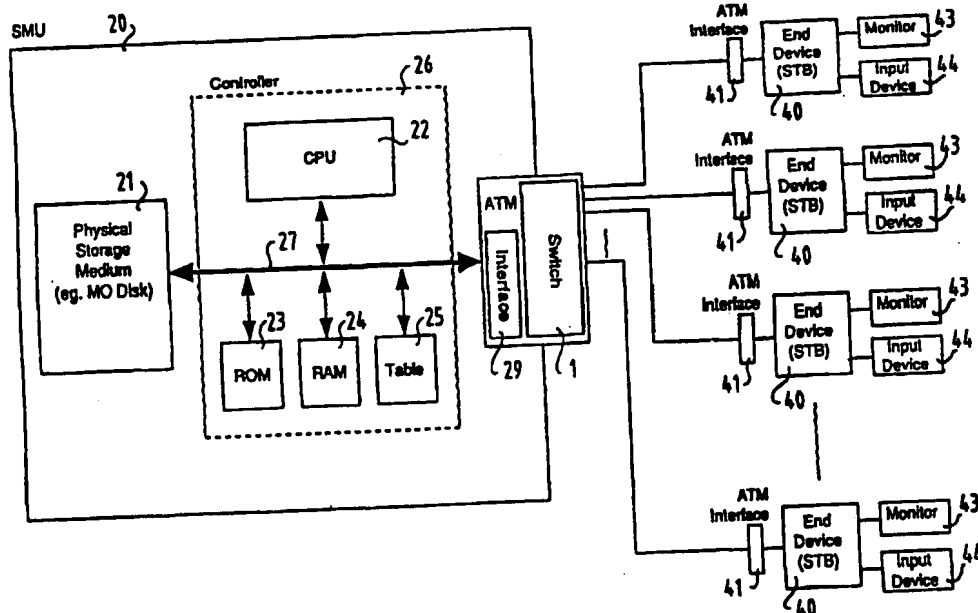 SMU
20
Controller
26
CPU
22
21
Physical
Storage
Medium
(eg. MO Disk)
27
23
ROM
24
RAM
25
Table
ATM
Interface
Switch
29
1
ATM
Interface
41
End
Device
(STB)
40
Monitor
43
Input
Device
44
ATM
Interface
41
End
Device
(STB)
40
Monitor
43
Input
Device
44
ATM
Interface
41
End
Device
(STB)
40
Monitor
43
Input
Device
44
ATM
Interface
41
End
Device
(STB)
40
Monitor
43
Input
Device
44